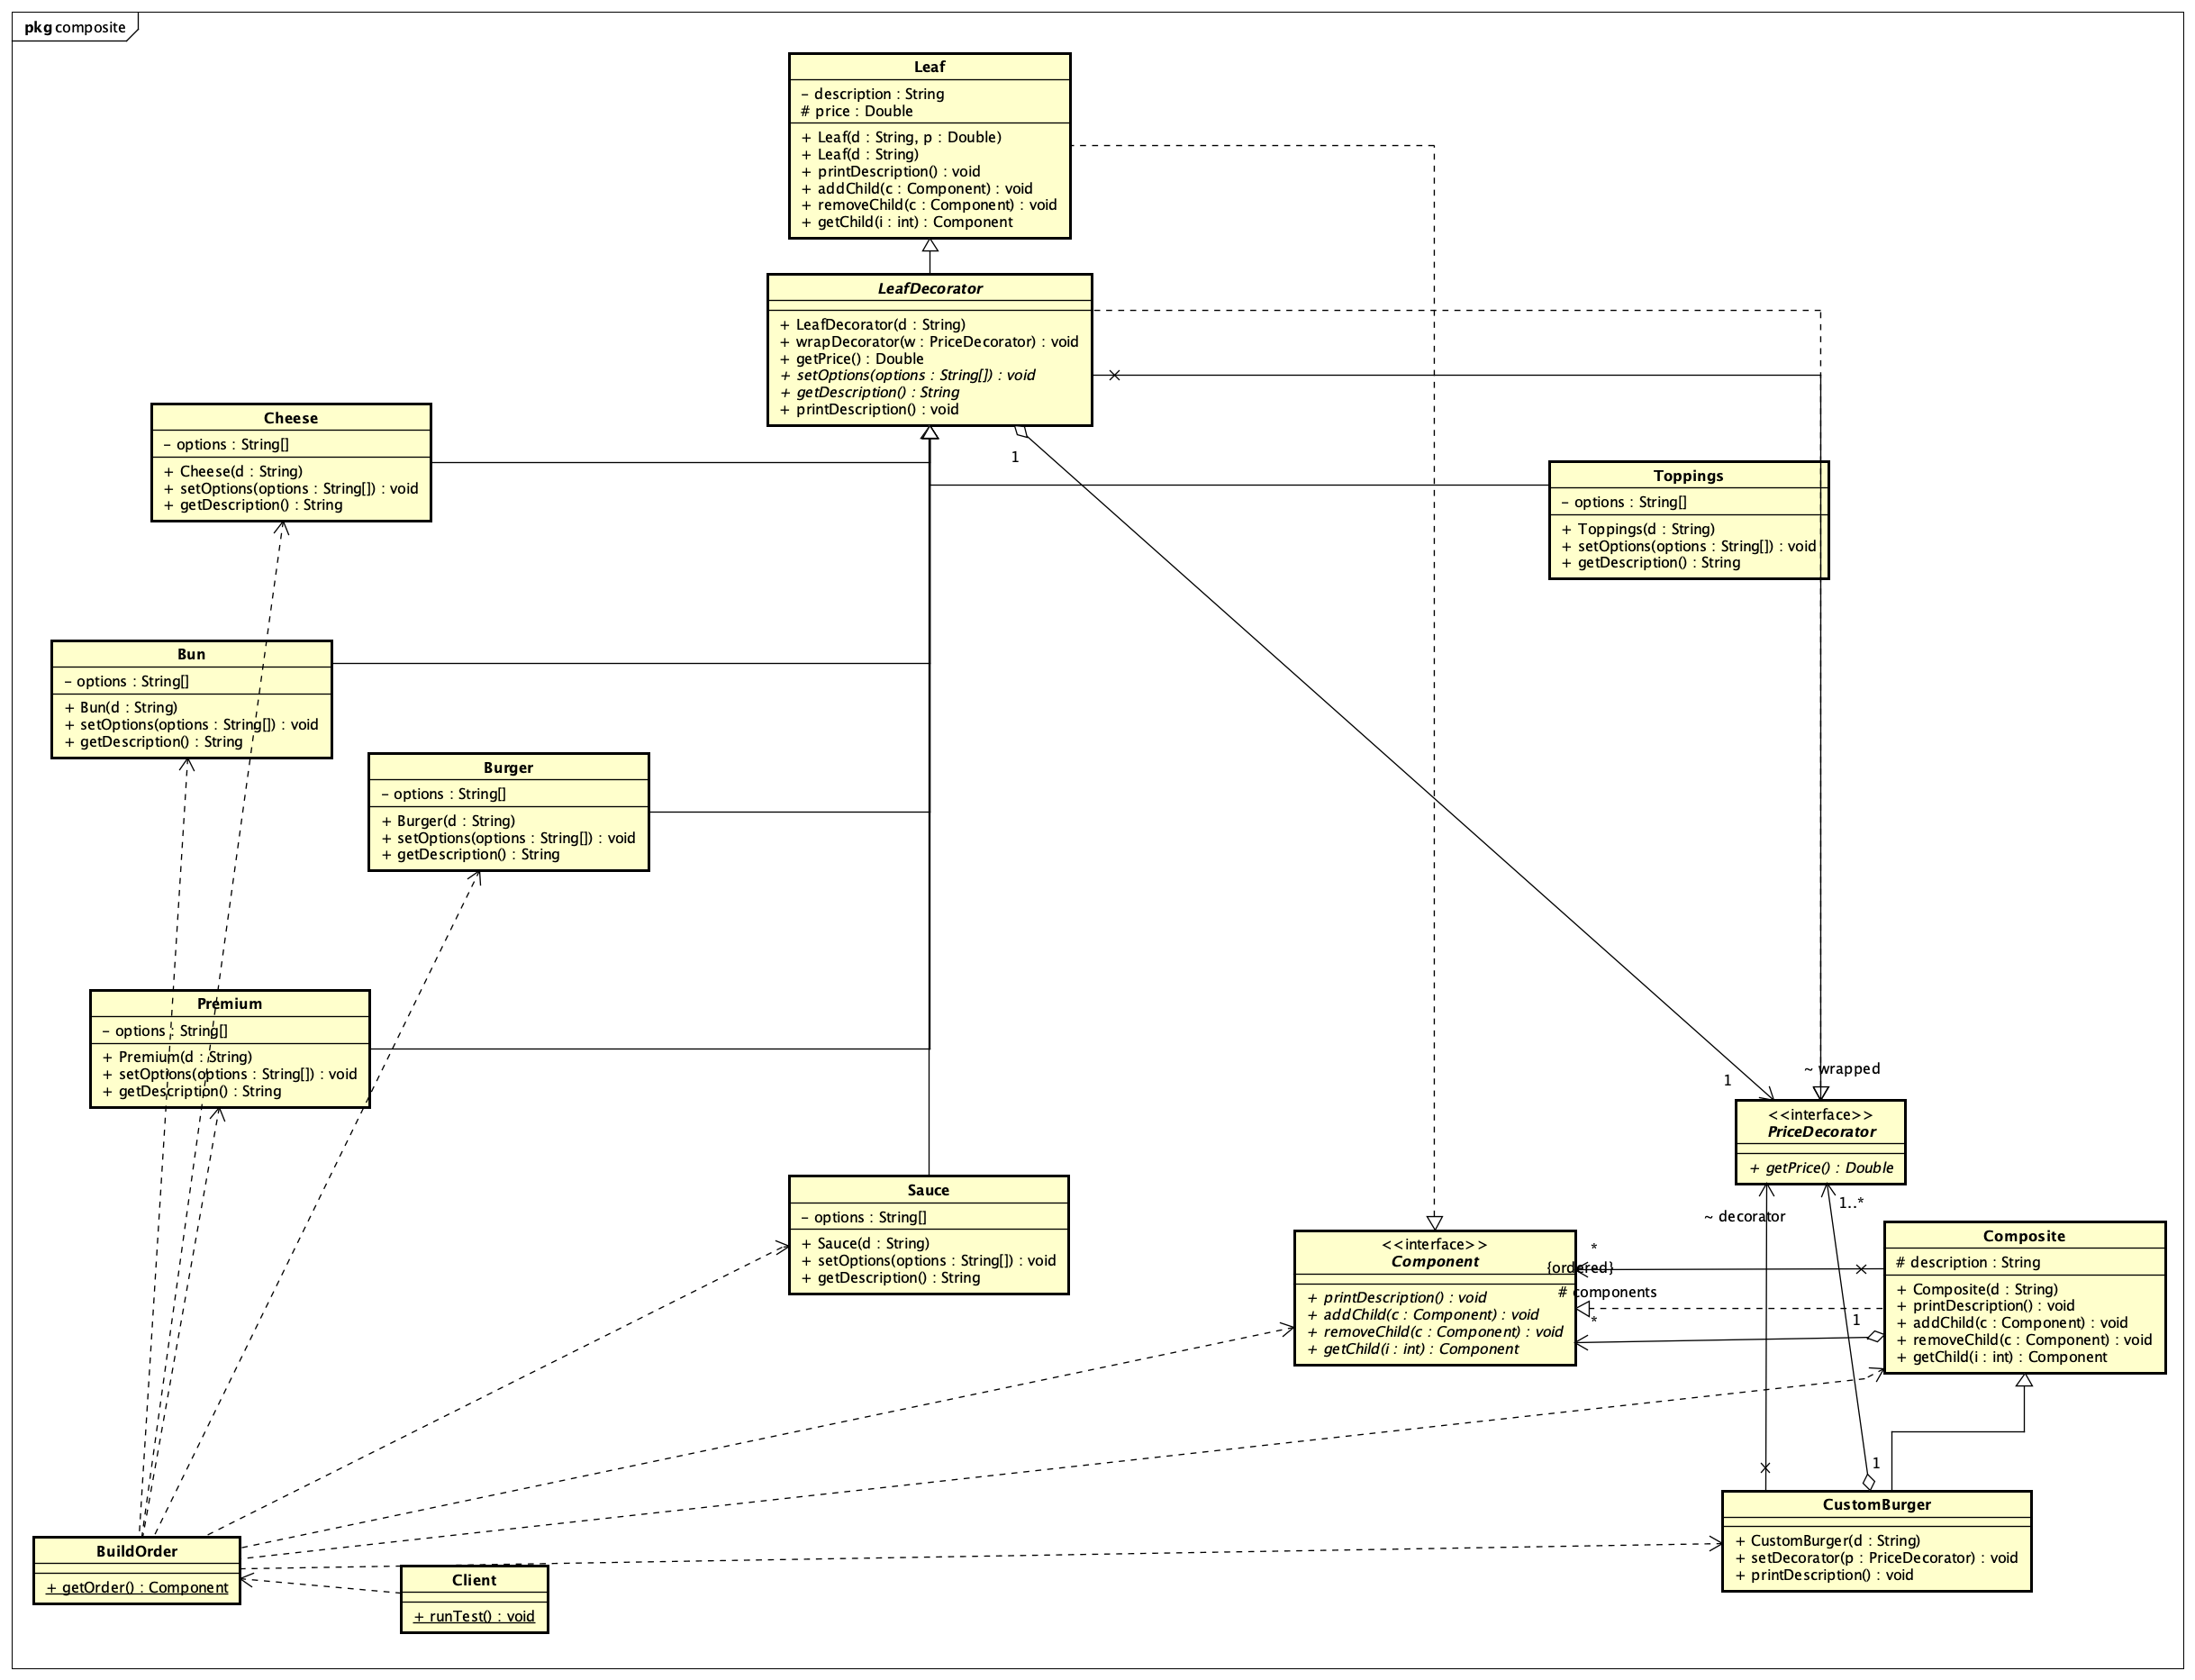 pkg composite
Leaf
– description : String
# price : Double
+ Leaf(d : String, p : Double)
+ Leaf(d : String)
+ printDescription() : void
+ addChild(c : Component) : void
+ removeChild(c : Component) : void
+ getChild(i : int) : Component
LeafDecorator
+ LeafDecorator(d : String)
+ wrapDecorator(w : PriceDecorator) : void
+ getPrice() : Double
+ setOptions(options : String[]) : void
+ getDescription() : String
+ printDescription() : void
1
Cheese
– options : String[]
+ Cheese(d : String)
+ setOptions(options : String[]) : void
+ getDescription() : String
Toppings
– options : String[]
+ Toppings(d : String)
+ setOptions(options : String[]) : void
+ getDescription() : String
Bun
– options : String[]
+ Bun(d : String)
+ setOptions(options : String[]) : void
+ getDescription() : String
Burger
– options : String[]
+ Burger(d : String)
+ setOptions(options : String[]) : void
+ getDescription() : String
Premium
– options : String[]
+ Premium(d : String)
+ setOptions(options : String[]) : void
+ getDescription() : String
~ wrapped
1
<<interface>>
PriceDecorator
+ getPrice() : Double
~ decorator
1..*
Sauce
– options : String[]
+ Sauce(d : String)
+ setOptions(options : String[]) : void
+ getDescription() : String
<<interface>>
Component
+ printDescription() : void
+ addChild(c : Component) : void
+ removeChild(c : Component) : void
+ getChild(i : int) : Component
*
{ordered}
# components
*
1
Composite
# description : String
+ Composite(d : String)
+ printDescription() : void
+ addChild(c : Component) : void
+ removeChild(c : Component) : void
+ getChild(i : int) : Component
1
CustomBurger
+ CustomBurger(d : String)
+ setDecorator(p : PriceDecorator) : void
+ printDescription() : void
BuildOrder
+ getOrder() : Component
Client
+ runTest() : void